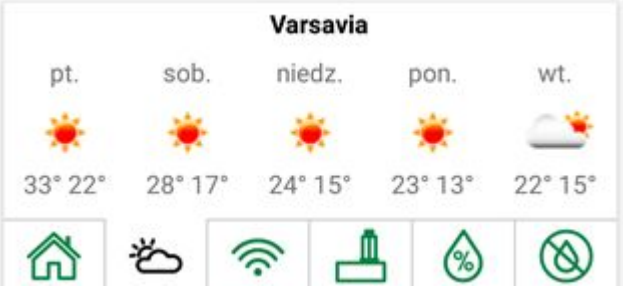 Varsavia
pt. sob. niedz. pon. wt.
33° 22° 28° 17° 24° 15° 23° 13° 22° 15°
%